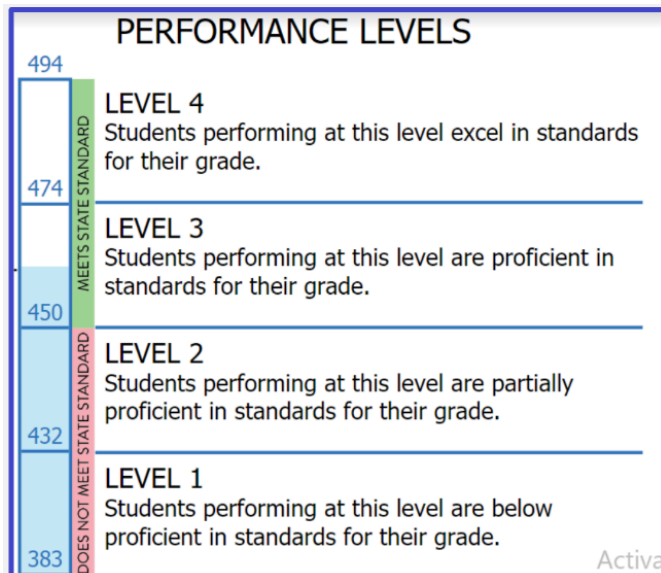 PERFORMANCE LEVELS
494
LEVEL 4
Students performing at this level excel in standards
for their grade.
MEETS STATE STANDARD
474
LEVEL 3
Students performing at this level are proficient in
standards for their grade.
450
LEVEL 2
Students performing at this level are partially
proficient in standards for their grade.
DOES NOT MEET STATE STANDARD
432
LEVEL 1
Students performing at this level are below
proficient in standards for their grade.
383
Activa